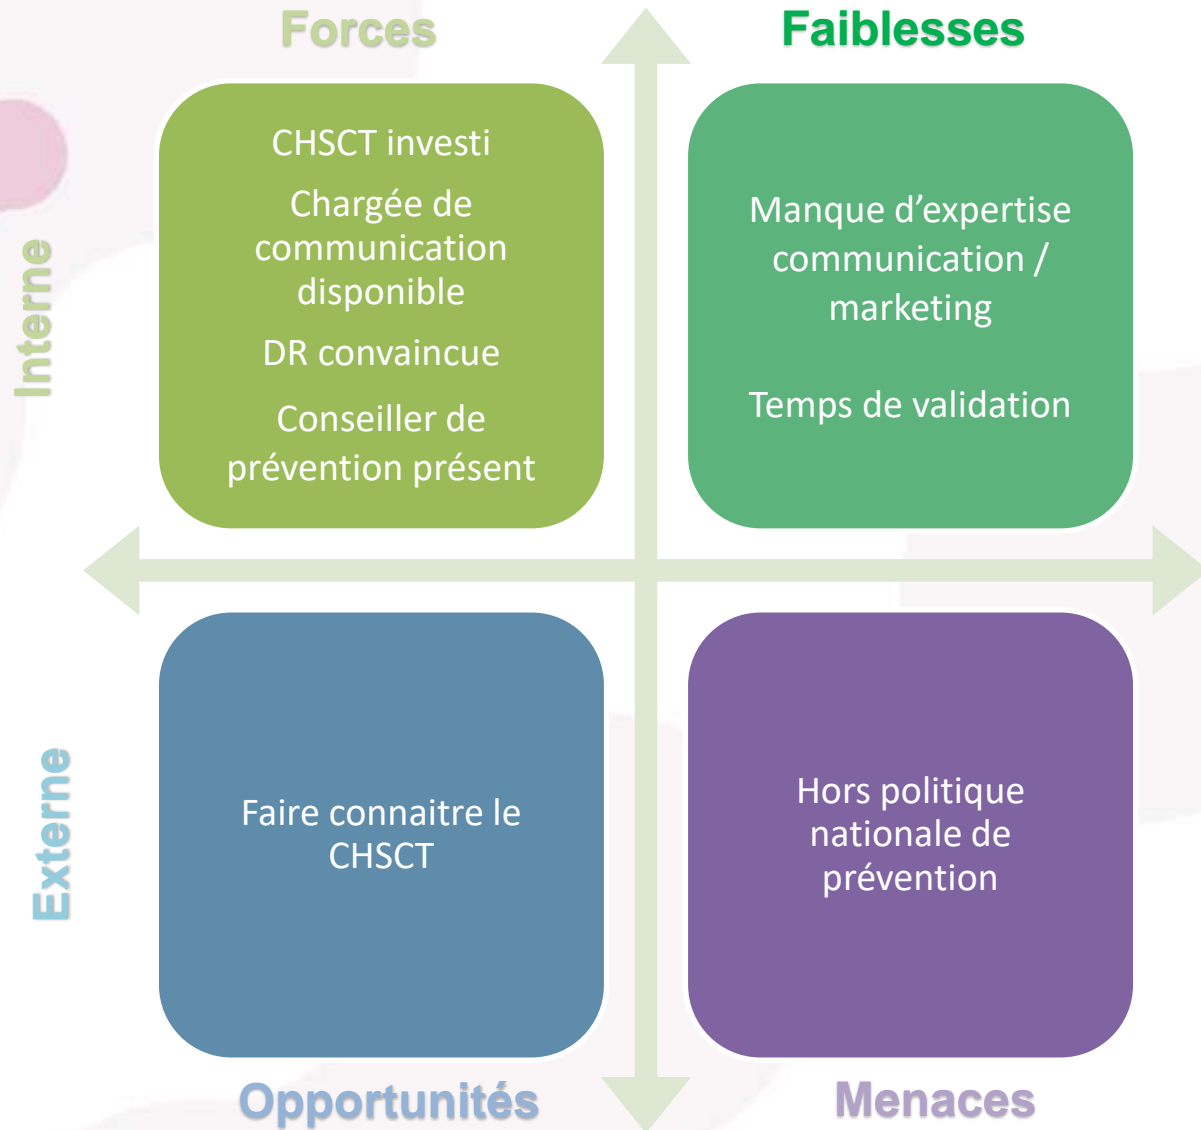 Forces
Faiblesses
Interne
CHSCT investi
Chargée de
communication
disponible
DR convaincue
Conseiller de
prévention présent
Manque d’expertise
communication /
marketing
Temps de validation
Externe
Faire connaitre le
CHSCT
Hors politique
nationale de
prévention
Opportunités
Menaces